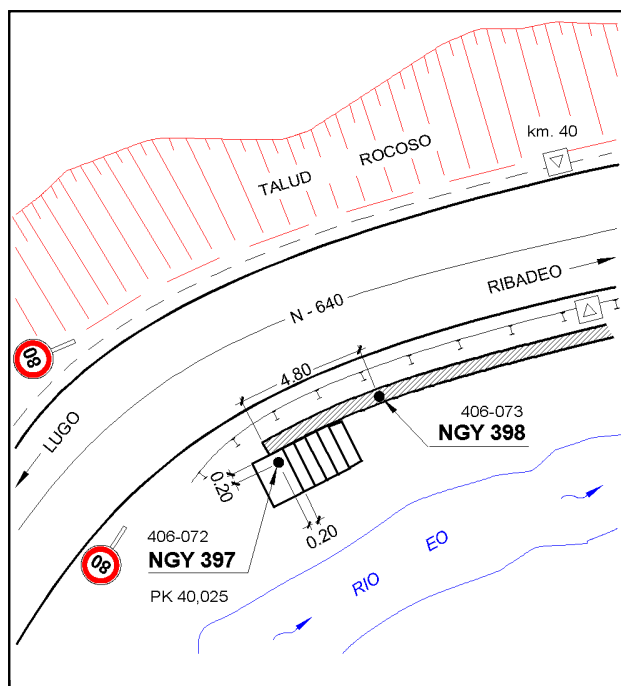 km. 40
TALUD ROCOSO
RIBADEO
N - 640
80
4.80
LUGO
406-073
NGY 398
0.20
0.20
406-072
NGY 397
80
PK 40,025
RIO EO